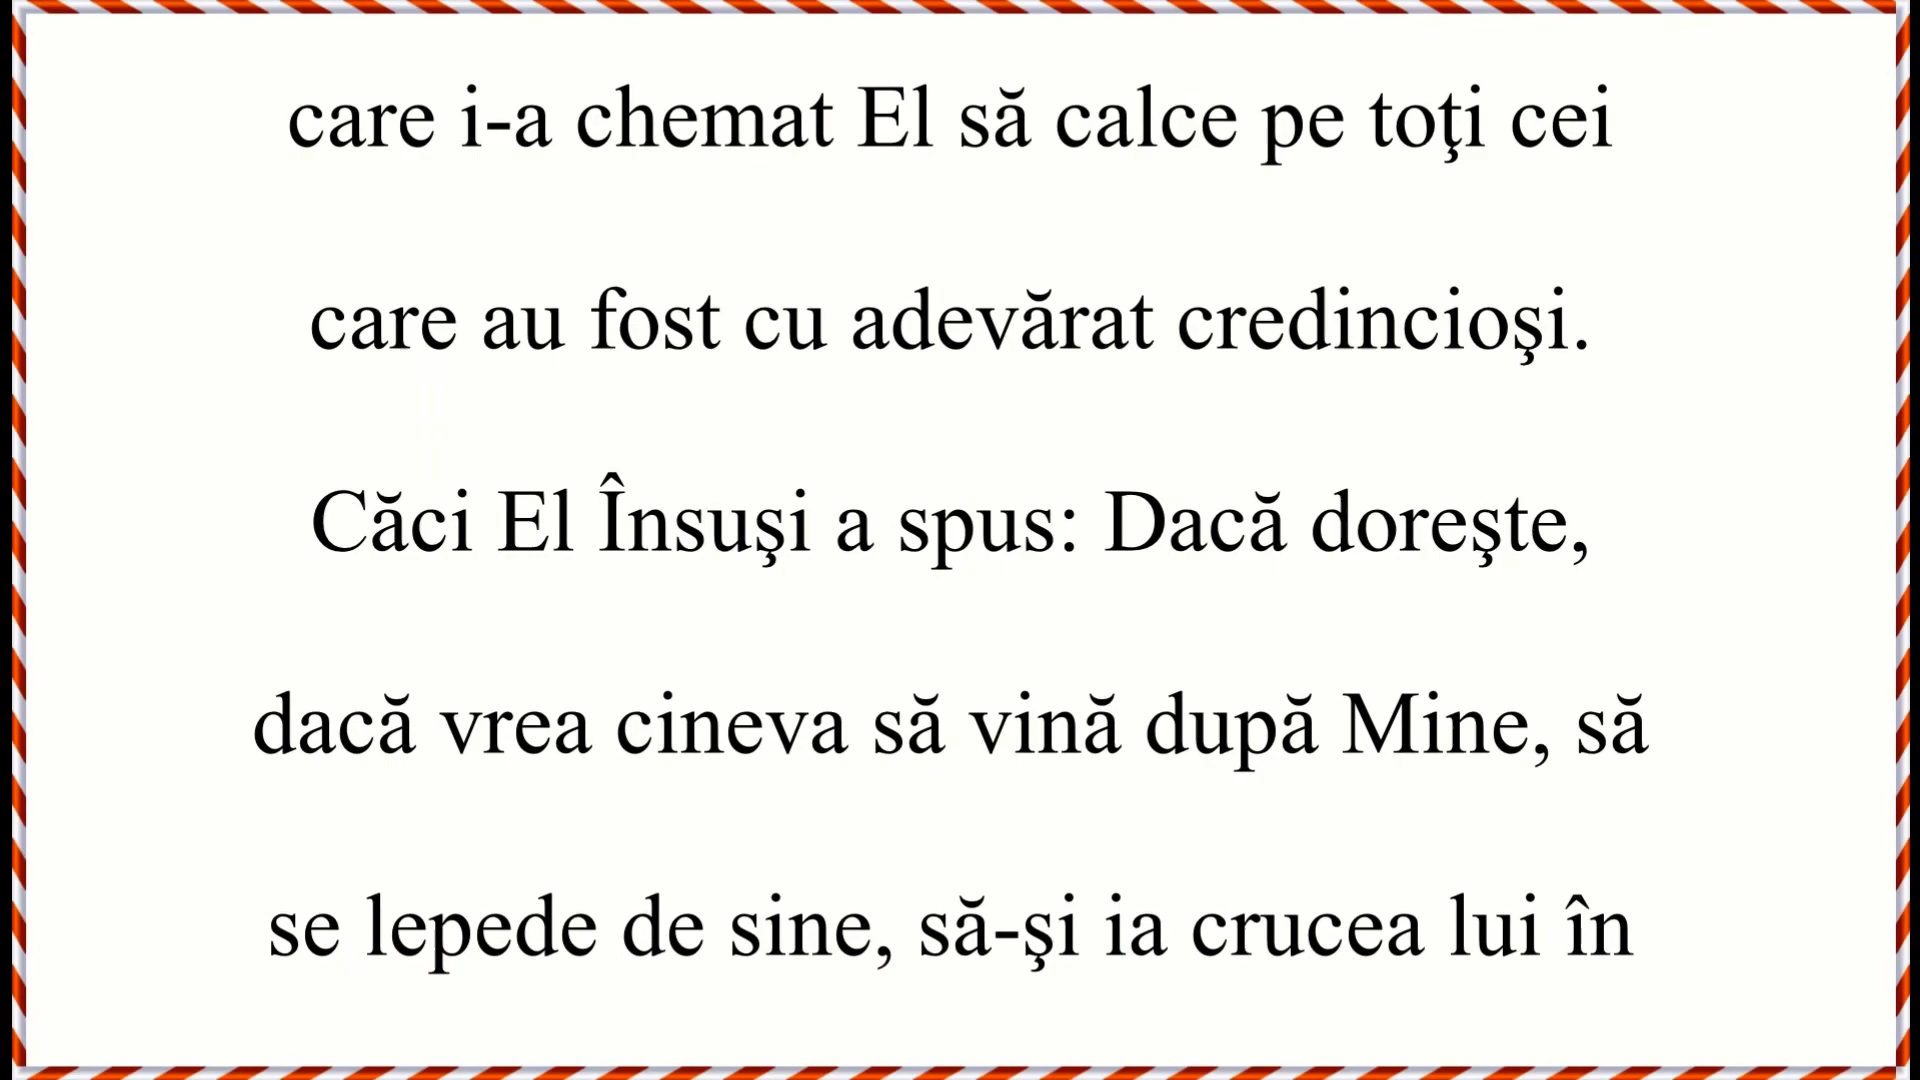 care i-a chemat El să calce pe toţi cei
care au fost cu adevărat credincioşi.
Căci El Însuşi a spus: Dacă doreşte,
dacă vrea cineva să vină după Mine, să
se lepede de sine, să-şi ia crucea lui în